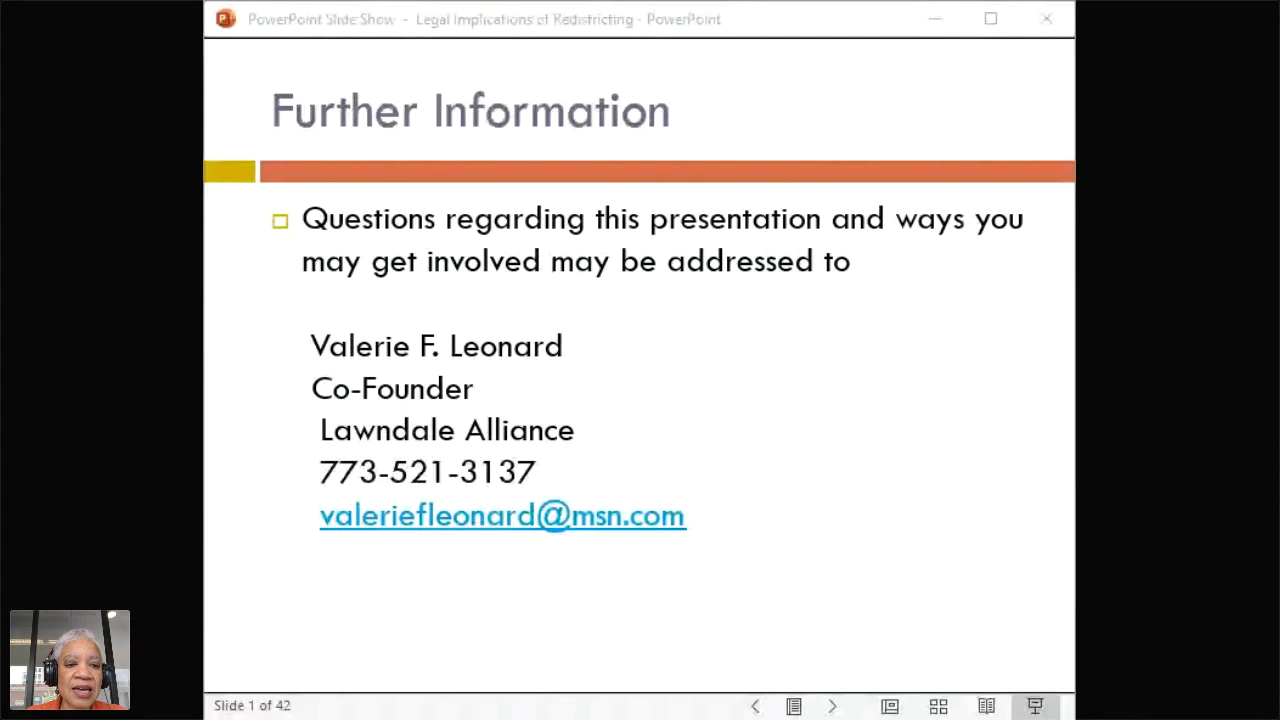 PowerPoint Slide Show - Legal Implications of Redistricting - PowerPoint
Further Information
Questions regarding this presentation and ways you
may get involved may be addressed to
Valerie F. Leonard
Co-Founder
Lawndale Alliance
773-521-3137
valeriefleonard@msn.com
Slide 1 of 42